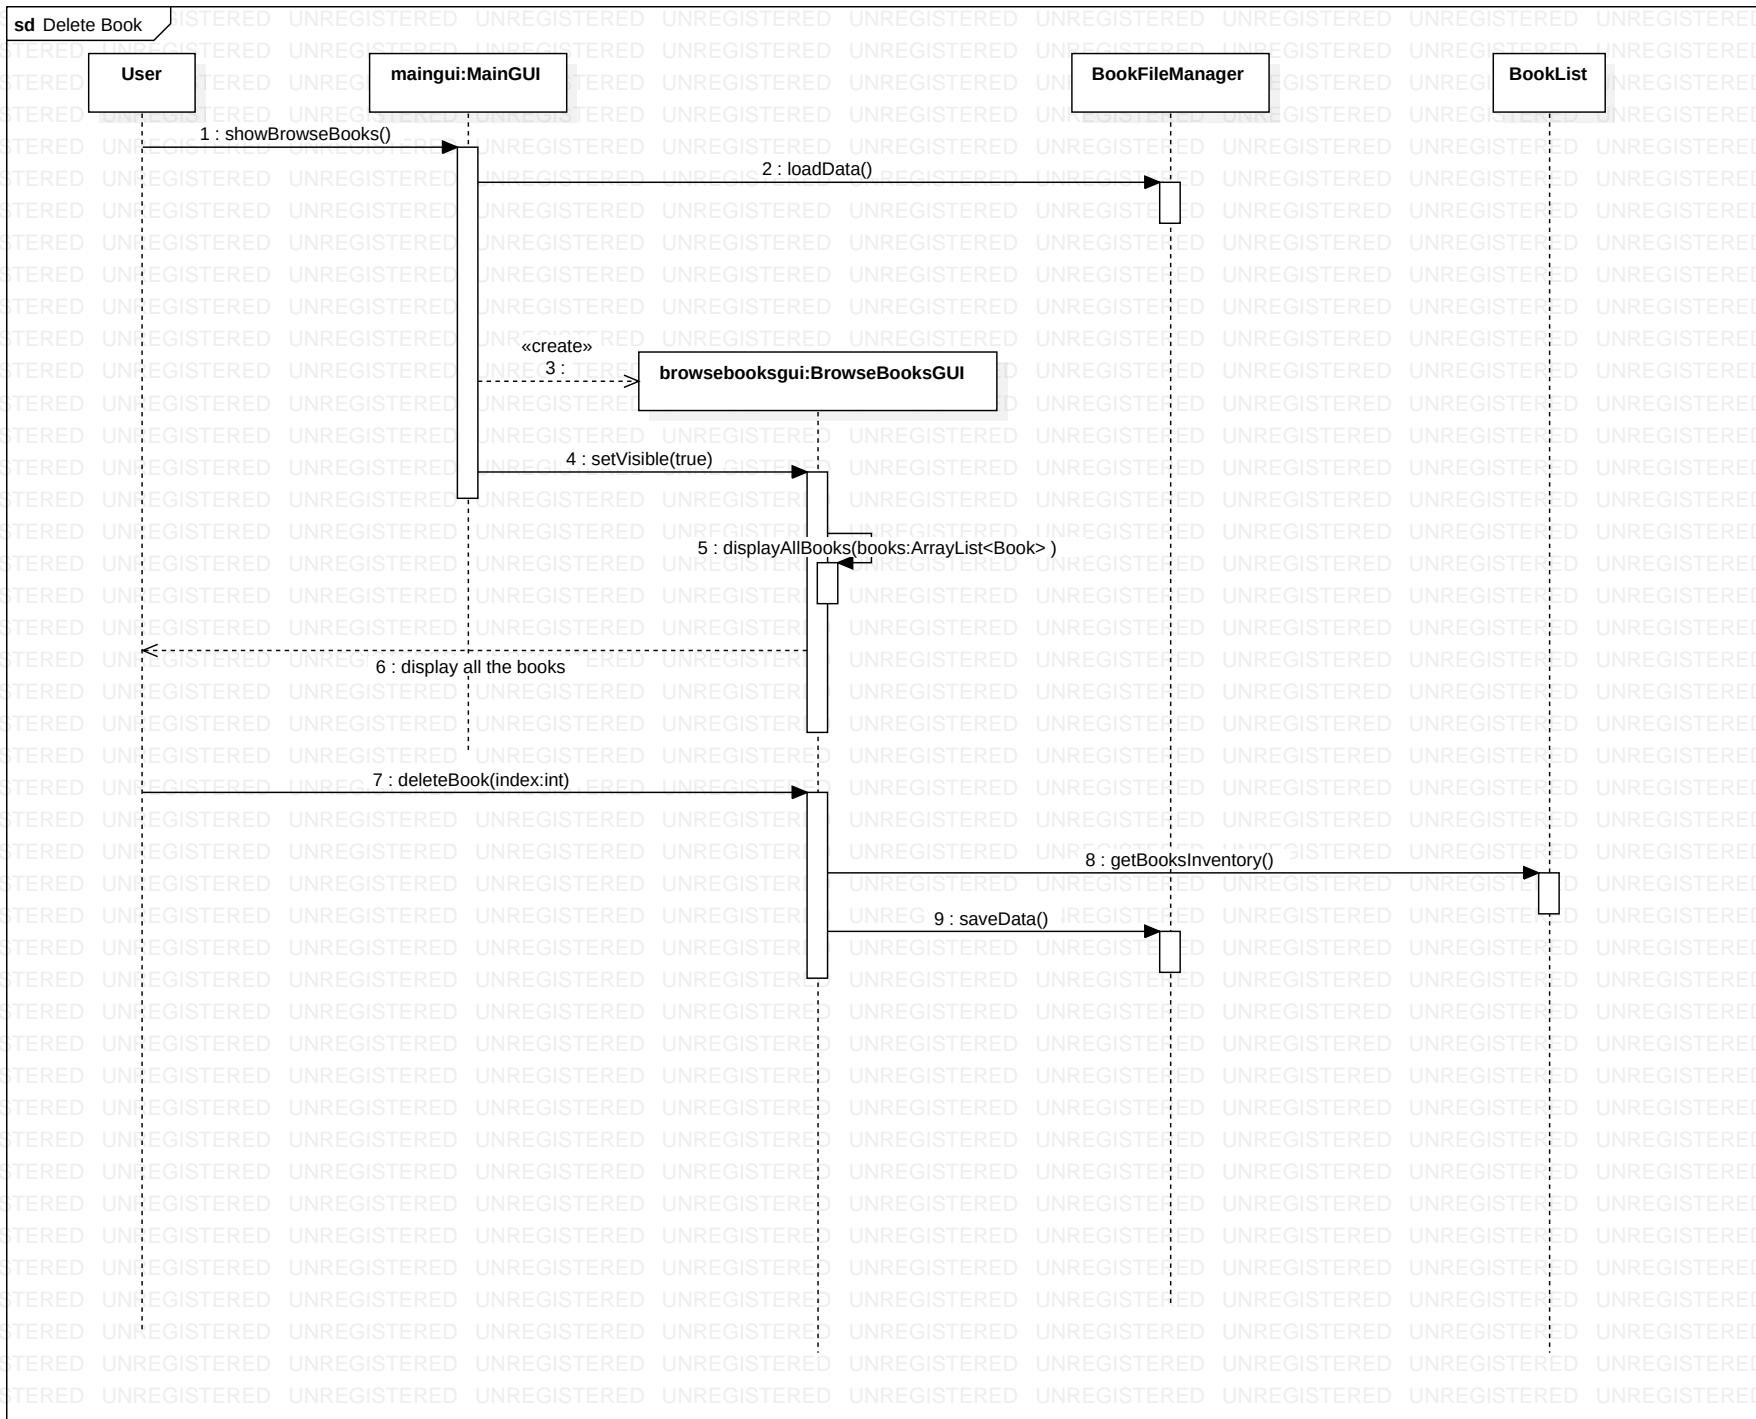 sd Delete Book
User
maingui:MainGUI
BookFileManager
BookList
1 : showBrowseBooks()
2 : loadData()
«create»
3 :
browsebooksgui:BrowseBooksGUI
4 : setVisible(true)
5 : displayAllBooks(books:ArrayList<Book> )
6 : display all the books
7 : deleteBook(index:int)
8 : getBooksInventory()
9 : saveData()
UNREGISTERED